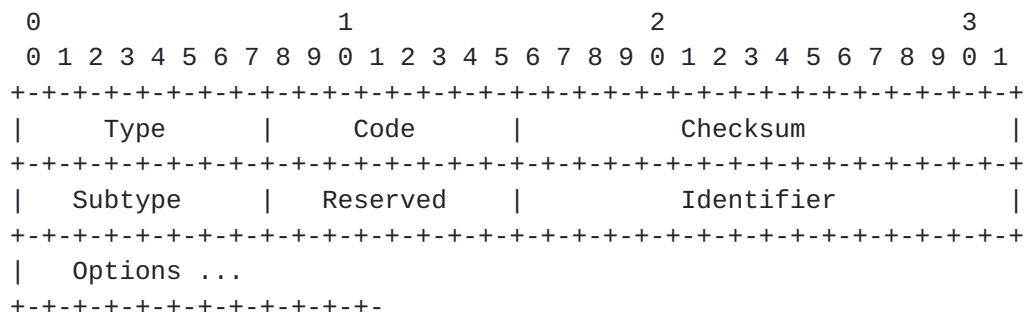 0                   1                   2                   3
 0 1 2 3 4 5 6 7 8 9 0 1 2 3 4 5 6 7 8 9 0 1 2 3 4 5 6 7 8 9 0 1
+-+-+-+-+-+-+-+-+-+-+-+-+-+-+-+-+-+-+-+-+-+-+-+-+-+-+-+-+-+-+-+-+
|     Type      |     Code      |          Checksum             |
+-+-+-+-+-+-+-+-+-+-+-+-+-+-+-+-+-+-+-+-+-+-+-+-+-+-+-+-+-+-+-+-+
|   Subtype     |   Reserved    |          Identifier           |
+-+-+-+-+-+-+-+-+-+-+-+-+-+-+-+-+-+-+-+-+-+-+-+-+-+-+-+-+-+-+-+-+
|   Options ...
+-+-+-+-+-+-+-+-+-+-+-+-